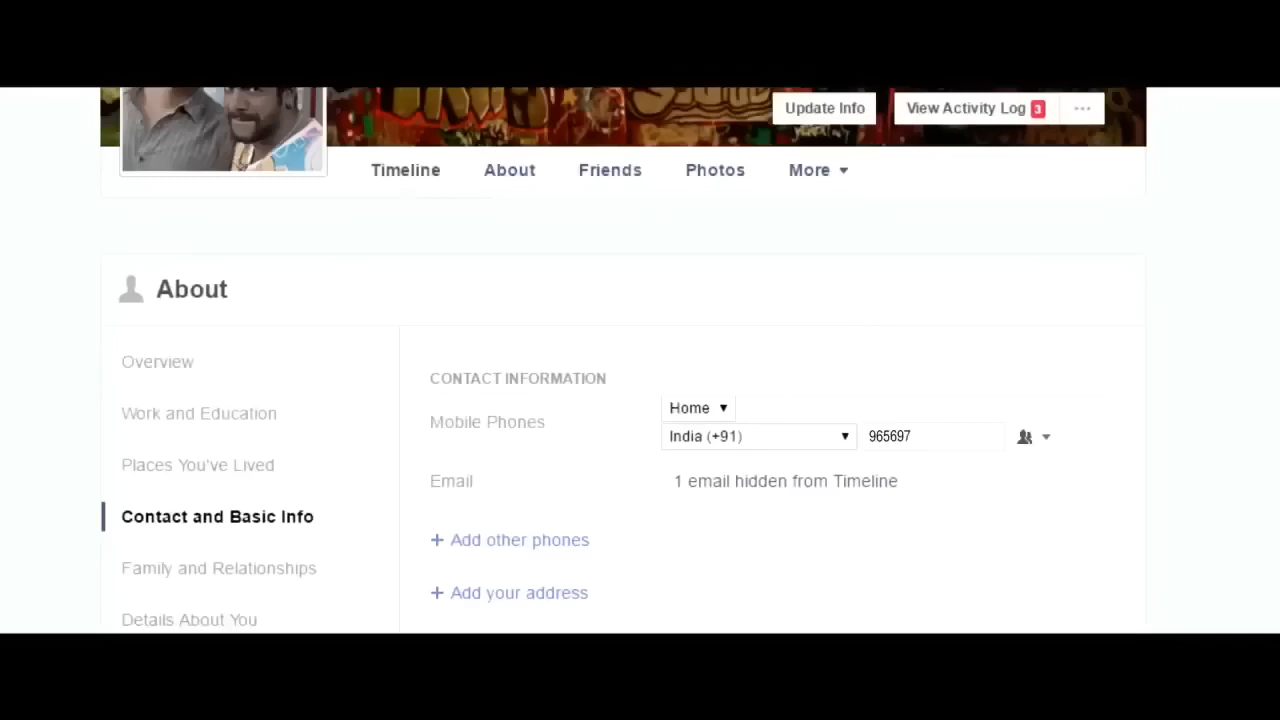 Update Info
View Activity Log 3
Timeline
About
Friends
Photos
More
About
Overview
Work and Education
Places You've Lived
Contact and Basic Info
Family and Relationships
Details About You
CONTACT INFORMATION
Mobile Phones
Home
India (+91)
965697
Email
1 email hidden from Timeline
+ Add other phones
+ Add your address